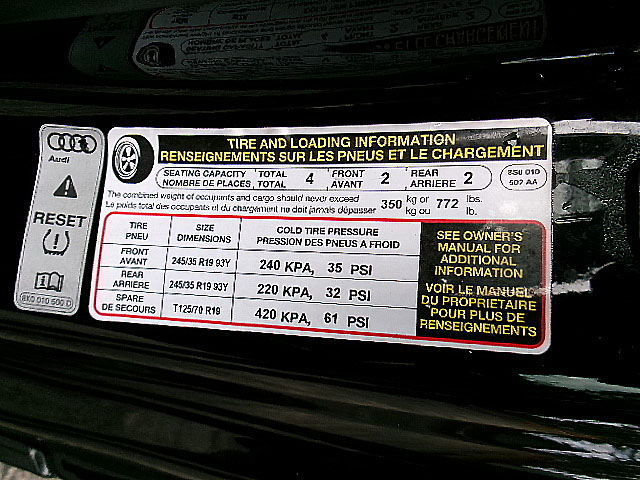 Audi
RESET
8K0 010 500 D
TIRE AND LOADING INFORMATION
RENSEIGNEMENTS SUR LES PNEUS ET LE CHARGEMENT
SEATING CAPACITY TOTAL 4 FRONT 2 REAR 2
NOMBRE DE PLACES TOTAL AVANT ARRIERE
8S0 010
502 AA
The combined weight of occupants and cargo should never exceed 350 kg or 772 lbs.
Le poids total des occupants et du chargement ne doit jamais dépasser kg ou lb.
TIRE SIZE COLD TIRE PRESSURE
PNEU DIMENSIONS PRESSION DES PNEUS A FROID
FRONT
AVANT 245/35 R19 93Y 240 KPA, 35 PSI
REAR
ARRIERE 245/35 R19 93Y 220 KPA, 32 PSI
SPARE
DE SECOURS T125/70 R19 420 KPA, 61 PSI
SEE OWNER'S
MANUAL FOR
ADDITIONAL
INFORMATION
VOIR LE MANUEL
DU PROPRIETAIRE
POUR PLUS DE
RENSEIGNEMENTS